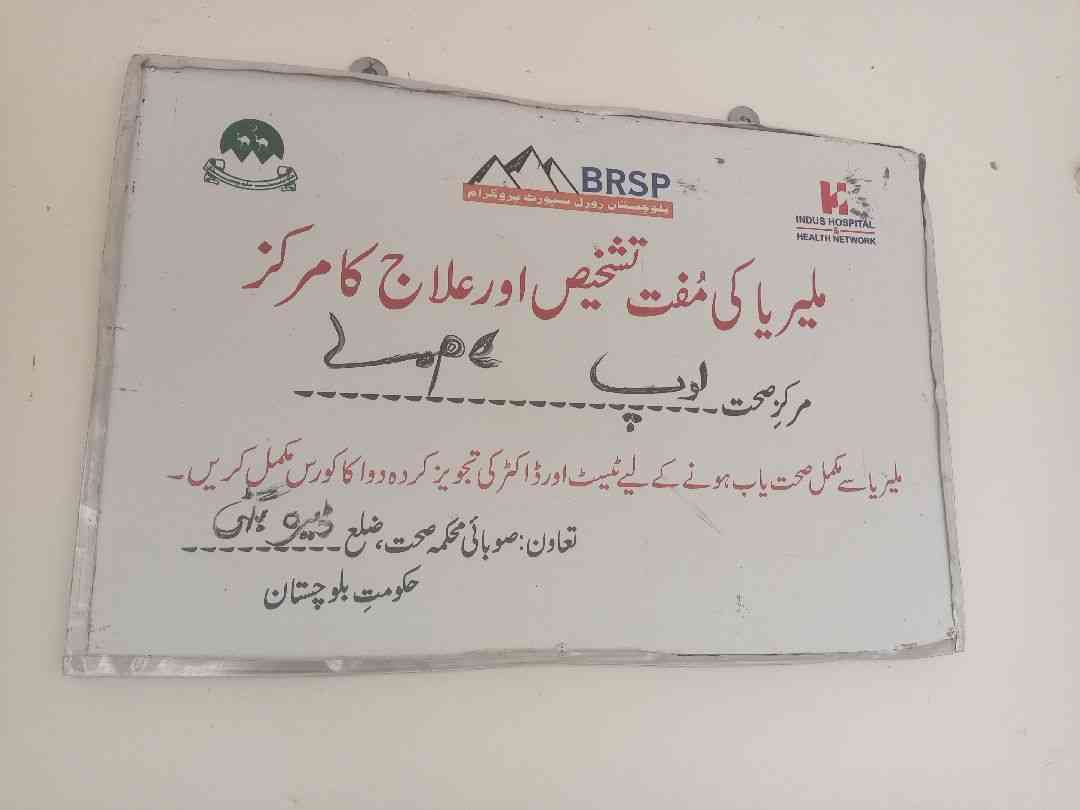 BRSP
بلوچستان رورل سپورٹ پروگرام
INDUS HOSPITAL
&
HEALTH NETWORK
ملیریا کی مُفت تشخیص اور علاج کا مرکز
مرکزِ صحت
ملیریا سے مکمل صحت یاب ہونے کے لیے ٹیسٹ اور ڈاکٹر کی تجویز کردہ دوا کا کورس مکمل کریں۔
تعاون: صوبائی محکمہ صحت، ضلع ڈیرہ بگٹی
حکومتِ بلوچستان